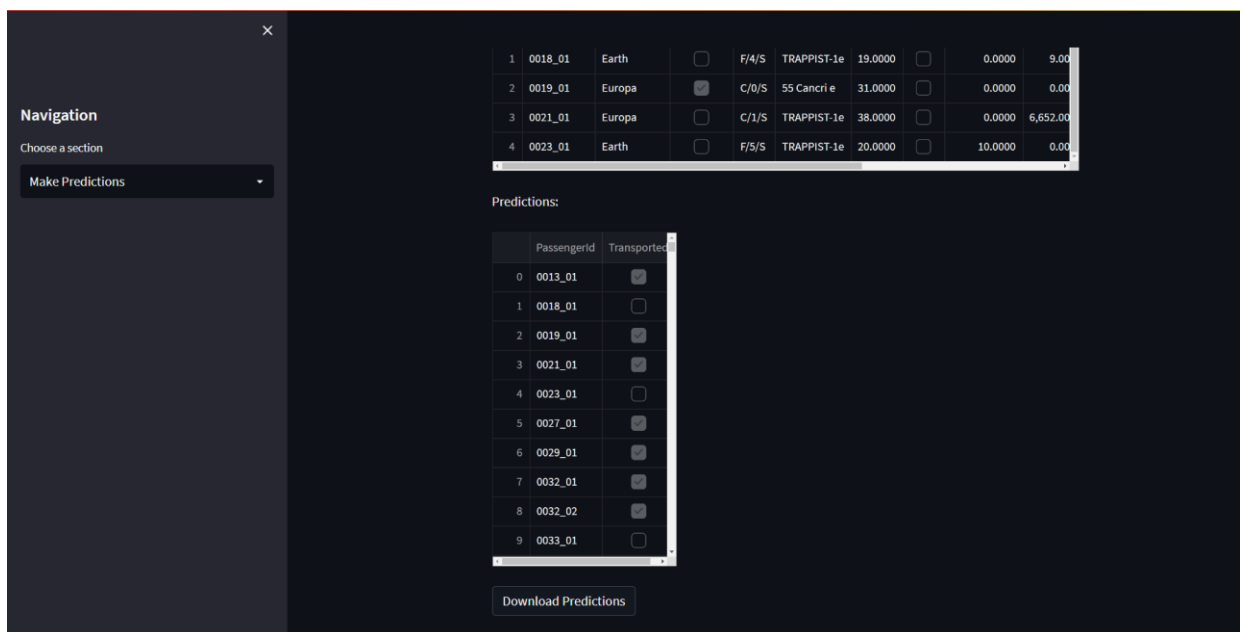 ×
Navigation
Choose a section
Make Predictions
1 0018_01 Earth F/4/S TRAPPIST-1e 19.0000 0.0000 9.00
2 0019_01 Europa C/0/S 55 Cancri e 31.0000 0.0000 0.00
3 0021_01 Europa C/1/S TRAPPIST-1e 38.0000 0.0000 6,652.00
4 0023_01 Earth F/5/S TRAPPIST-1e 20.0000 10.0000 0.00
Predictions:
PassengerId Transported
0 0013_01
1 0018_01
2 0019_01
3 0021_01
4 0023_01
5 0027_01
6 0029_01
7 0032_01
8 0032_02
9 0033_01
Download Predictions